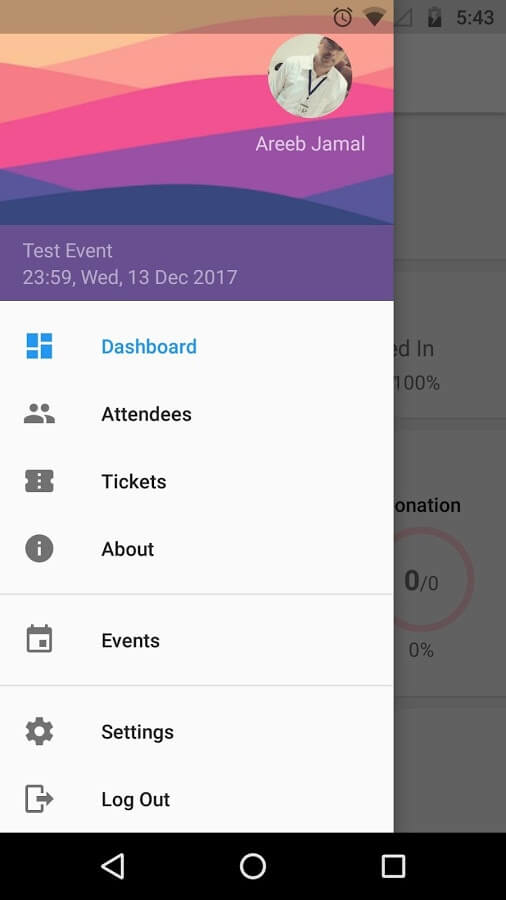 5:43
Areeb Jamal
Test Event
23:59, Wed, 13 Dec 2017
Dashboard
Attendees
Tickets
About
Events
Settings
Log Out
ed In
/100%
onation
0/0
0%